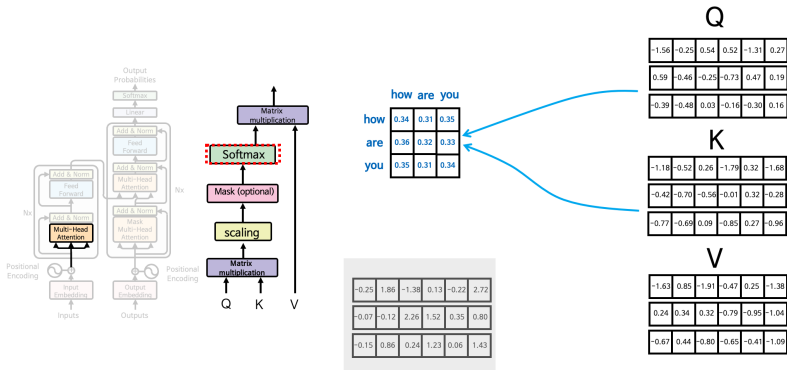 Output
Probabilities
Softmax
Linear
Add & Norm
Feed
Forward
Add & Norm
Multi-Head
Attention
Add & Norm
Mask
Multi-Head
Attention
Nx
Add & Norm
Feed
Forward
Add & Norm
Multi-Head
Attention
Nx
Positional
Encoding
Positional
Encoding
Input
Embedding
Output
Embedding
Inputs
Outputs
Matrix
multiplication
Softmax
Mask (optional)
scaling
Matrix
multiplication
Q K V
how are you
how 0.34 0.31 0.35
are 0.36 0.32 0.33
you 0.35 0.31 0.34
−0.25 1.86 −1.38 0.13 −0.22 2.72
−0.07 −0.12 2.26 1.52 0.35 0.80
−0.15 0.86 0.24 1.23 0.06 1.43
Q
−1.56 −0.25 0.54 0.52 −1.31 0.27
0.59 −0.46 −0.25 −0.73 0.47 0.19
−0.39 −0.48 0.03 −0.16 −0.30 0.16
K
−1.18 −0.52 0.26 −1.79 0.32 −1.68
−0.42 −0.70 −0.56 −0.01 0.32 −0.28
−0.77 −0.69 0.09 −0.85 0.27 −0.96
V
−1.63 0.85 −1.91 −0.47 0.25 −1.38
0.24 0.34 0.32 −0.79 −0.95 −1.04
−0.67 0.44 −0.80 −0.65 −0.41 −1.09